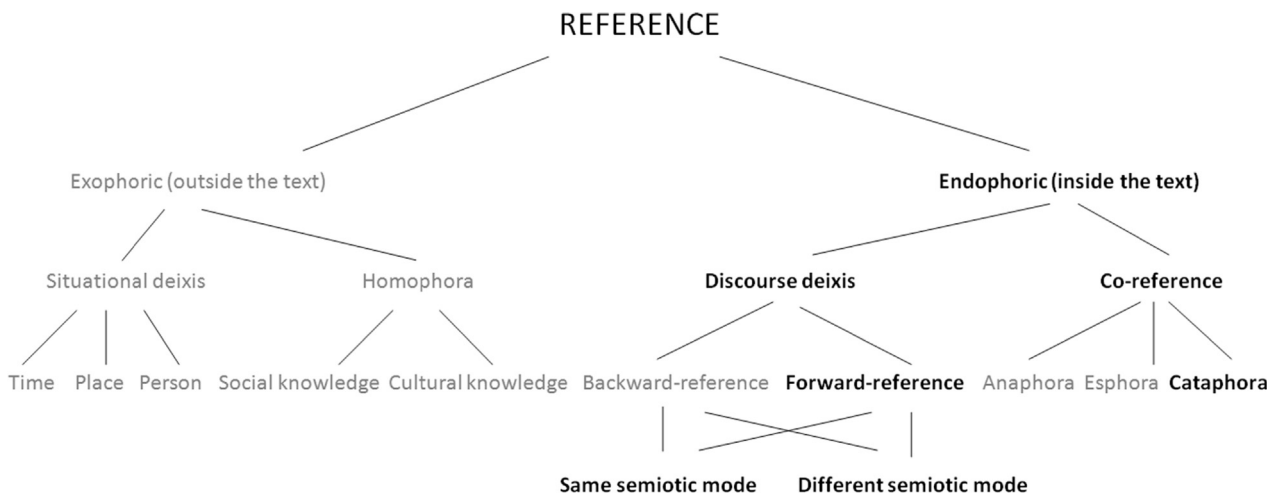 REFERENCE
Exophoric (outside the text) Endophoric (inside the text)
Situational deixis Homophora Discourse deixis Co-reference
Time Place Person Social knowledge Cultural knowledge Backward-reference Forward-reference Anaphora Esphora Cataphora
Same semiotic mode Different semiotic mode